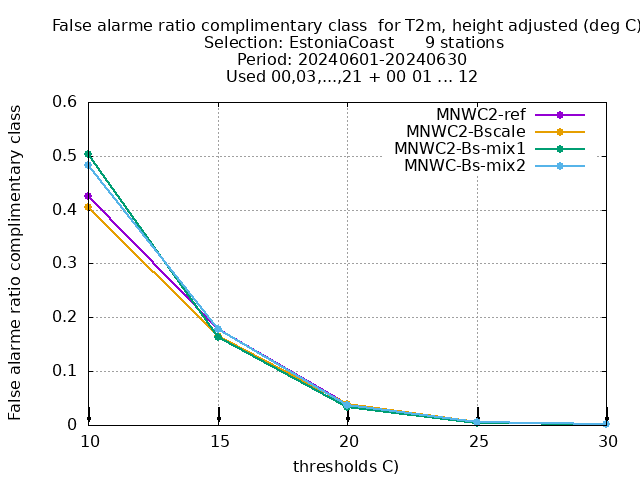 False alarme ratio complimentary class  for T2m, height adjusted (deg C)
Selection: EstoniaCoast      9 stations
Period: 20240601-20240630
Used 00,03,...,21 + 00 01 ... 12
False alarme ratio complimentary class
MNWC2-ref
MNWC2-Bscale
MNWC2-Bs-mix1
MNWC-Bs-mix2
0.6
0.5
0.4
0.3
0.2
0.1
0
10 15 20 25 30
thresholds C)